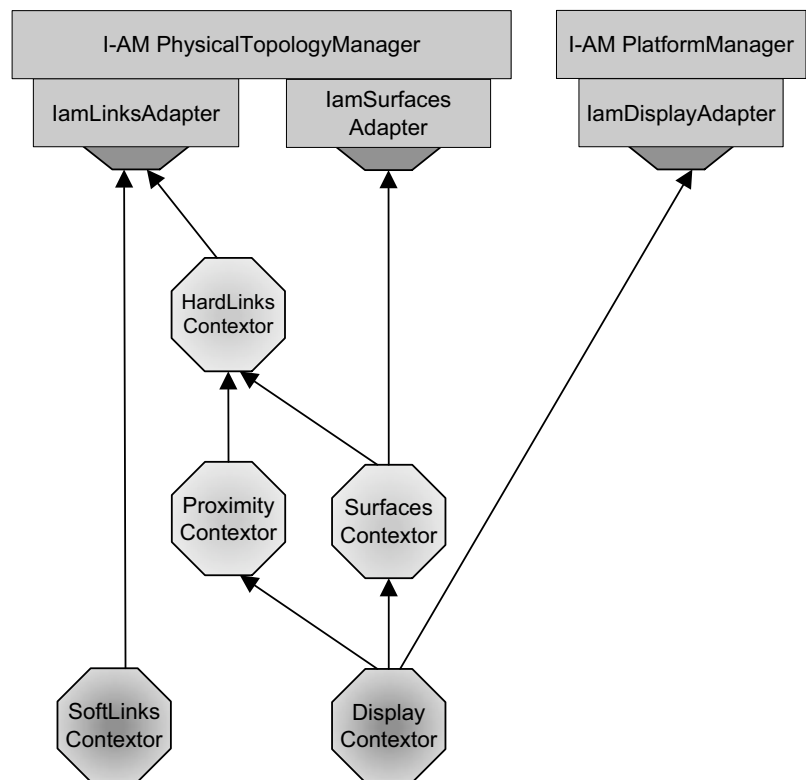 I-AM PhysicalTopologyManager
I-AM PlatformManager
IamLinksAdapter
IamSurfaces
Adapter
IamDisplayAdapter
HardLinks
Contextor
Proximity
Contextor
Surfaces
Contextor
SoftLinks
Contextor
Display
Contextor